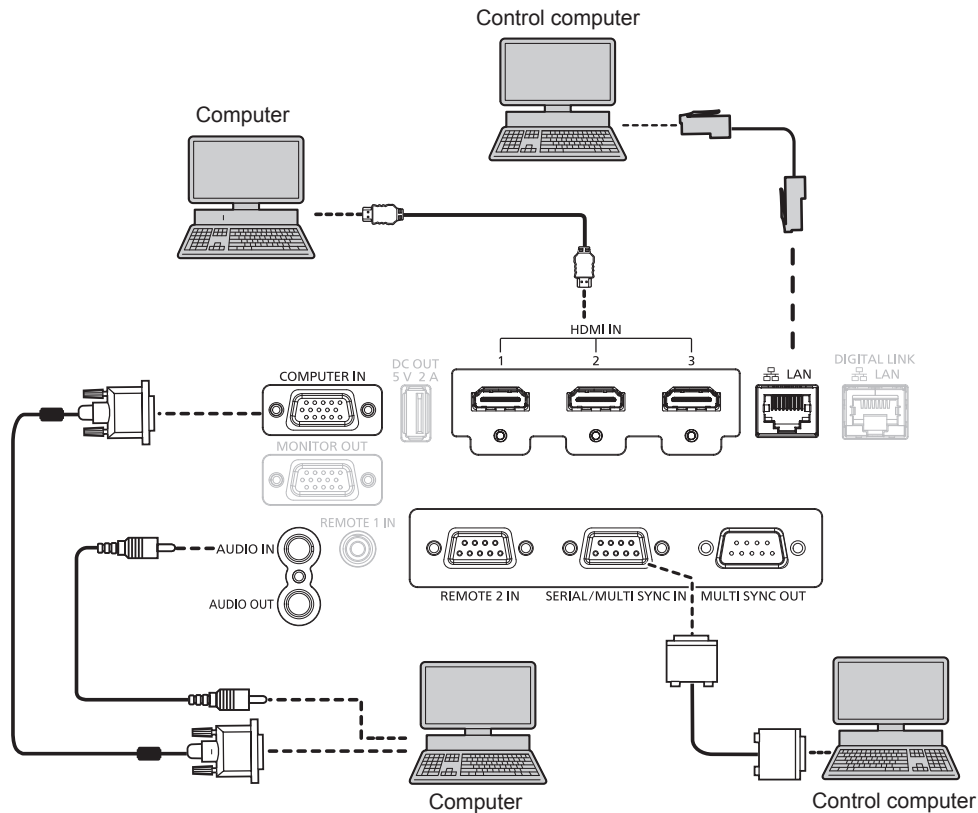 Control computer
Computer
HDMI IN
1 2 3
DC OUT
5 V 2 A
COMPUTER IN
LAN
DIGITAL LINK
LAN
MONITOR OUT
REMOTE 1 IN
AUDIO IN
AUDIO OUT
REMOTE 2 IN
SERIAL/MULTI SYNC IN
MULTI SYNC OUT
Computer
Control computer